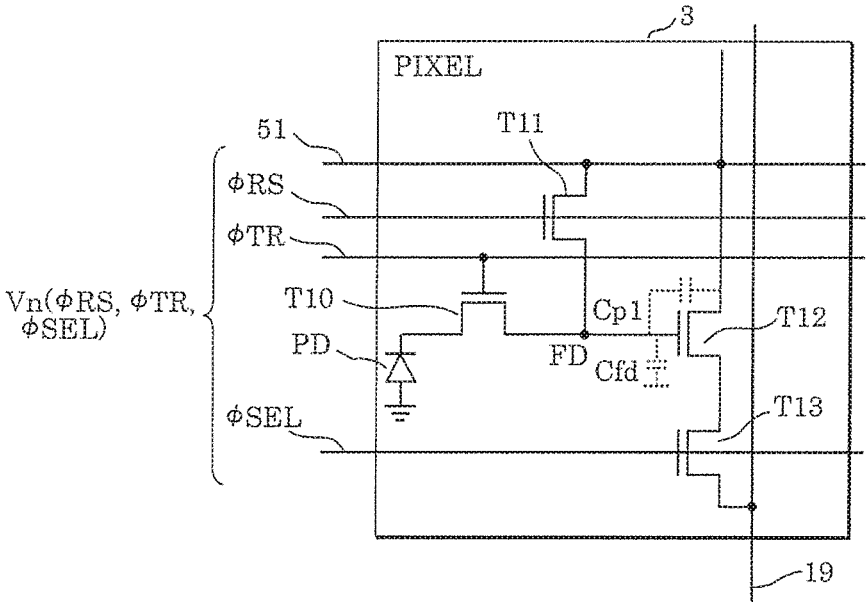 3
PIXEL
T11
51
ϕRS
ϕTR
Vn(ϕRS, ϕTR,
ϕSEL)
T10
Cp1
T12
PD
FD
Cfd
ϕSEL
T13
19